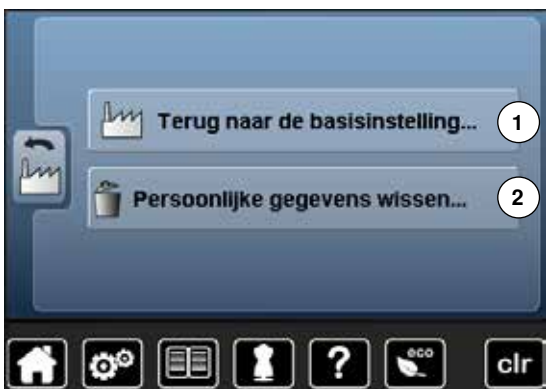 Terug naar de basisinstelling...
1
Persoonlijke gegevens wissen...
2
?
eco
clr